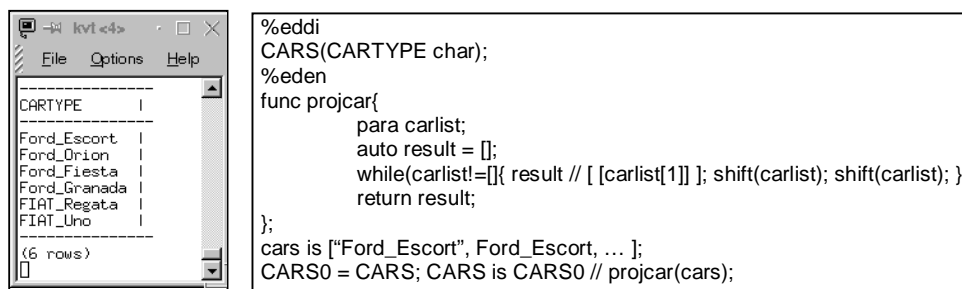 kvt <4>
File Options Help
---------------
CARTYPE |
---------------
Ford_Escort |
Ford_Orion |
Ford_Fiesta |
Ford_Granada |
FIAT_Regata |
FIAT_Uno |
---------------
(6 rows)
%eddi
CARS(CARTYPE char);
%eden
func projcar{
para carlist;
auto result = [];
while(carlist!=[]{ result // [ [carlist[1]] ]; shift(carlist); shift(carlist); }
return result;
};
cars is [“Ford_Escort”, Ford_Escort, … ];
CARS0 = CARS; CARS is CARS0 // projcar(cars);